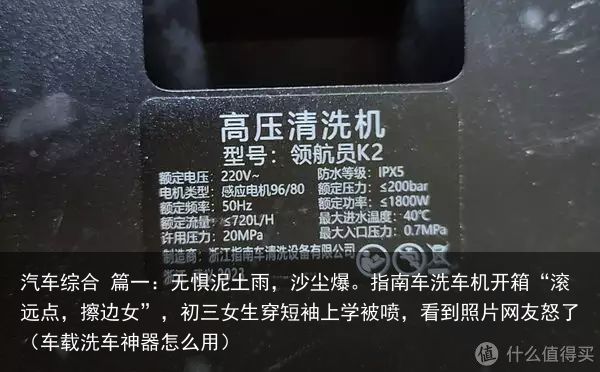 高压清洗机
型号：领航员K2
额定电压：220V~ 防水等级：IPX5
电机类型：感应电机96/80 额定压力：≤200bar
额定频率：50Hz 额定功率：≤1800W
额定流量：≤720L/H 最大进水温度：40℃
许用压力：20MPa 最大入口压力：0.7MPa
制造商：浙江指南车清洗设备有限公司
汽车综合 篇一：无惧泥土雨，沙尘爆。指南车洗车机开箱“滚
远点，擦边女”，初三女生穿短袖上学被喷，看到照片网友怒了
（车载洗车神器怎么用）
值 什么值得买